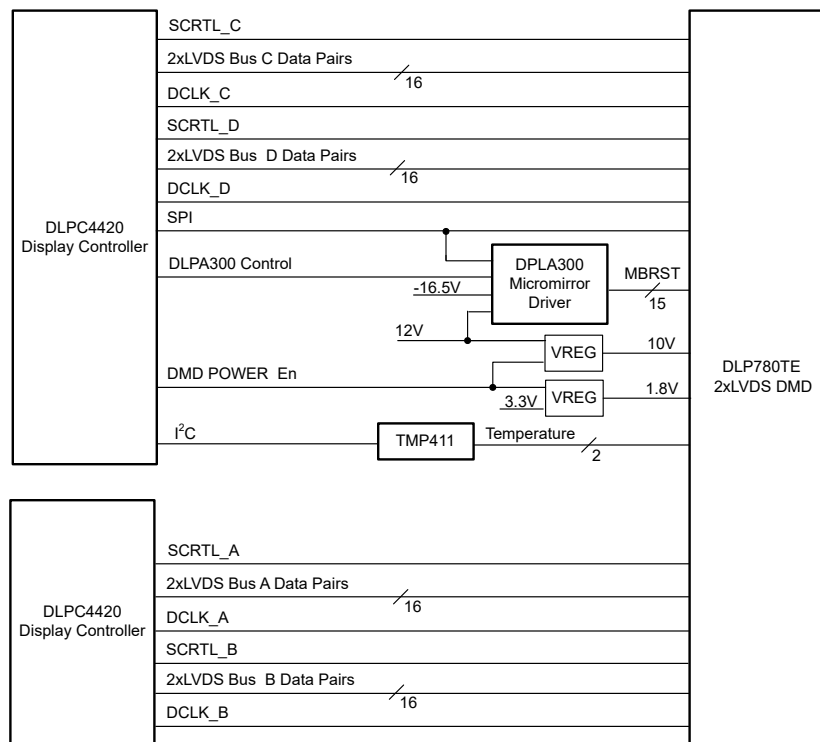 SCRTL_C
2xLVDS Bus C Data Pairs
16
DCLK_C
SCRTL_D
2xLVDS Bus D Data Pairs
16
DCLK_D
SPI
DLPC4420
Display Controller
DLPA300 Control
DPLA300
Micromirror
Driver
-16.5V
MBRST
15
12V
VREG
10V
DMD POWER En
VREG
3.3V
1.8V
I²C
TMP411
Temperature
2
DLP780TE
2xLVDS DMD
SCRTL_A
2xLVDS Bus A Data Pairs
16
DCLK_A
DLPC4420
Display Controller
SCRTL_B
2xLVDS Bus B Data Pairs
16
DCLK_B